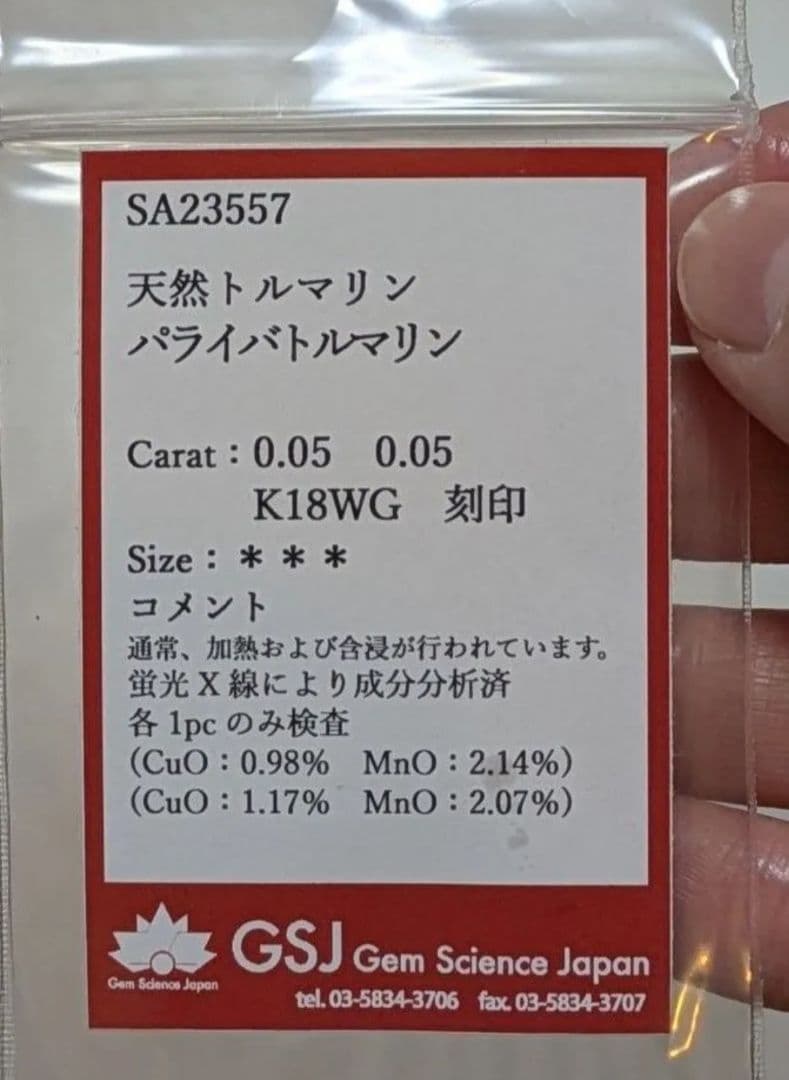 SA23557
天然トルマリン
パライバトルマリン
Carat：0.05 0.05
K18WG 刻印
Size：＊＊＊
コメント
通常、加熱および含浸が行われています。
蛍光X線により成分分析済
各1pcのみ検査
（CuO：0.98% MnO：2.14%）
（CuO：1.17% MnO：2.07%）
GSJ Gem Science Japan
Gem Science Japan
tel. 03-5834-3706 fax. 03-5834-3707